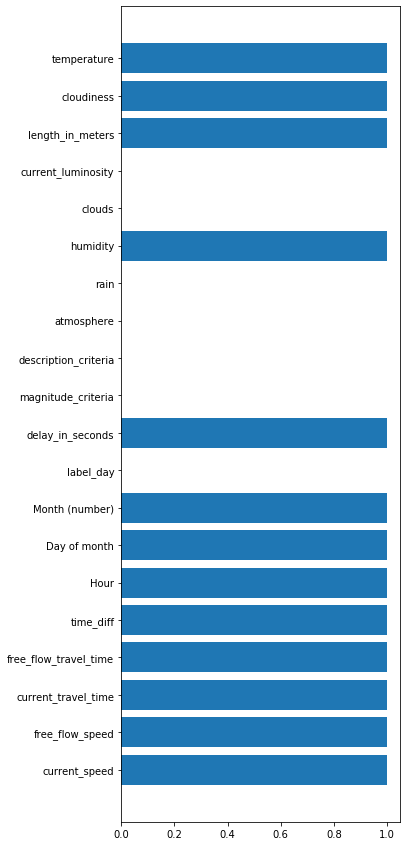 temperature
cloudiness
length_in_meters
current_luminosity
clouds
humidity
rain
atmosphere
description_criteria
magnitude_criteria
delay_in_seconds
label_day
Month (number)
Day of month
Hour
time_diff
free_flow_travel_time
current_travel_time
free_flow_speed
current_speed
0.0 0.2 0.4 0.6 0.8 1.0